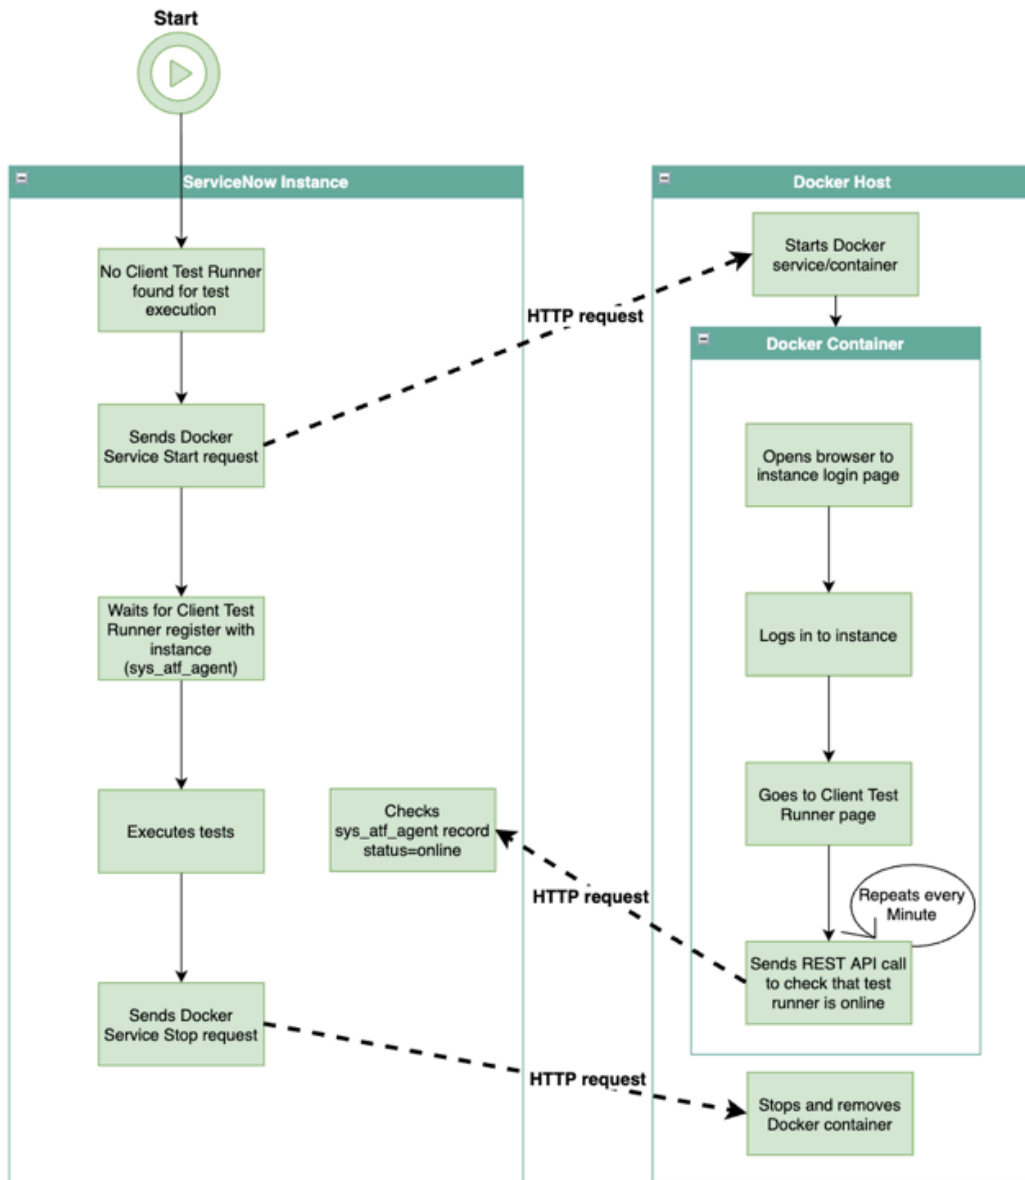 Start
ServiceNow Instance
No Client Test Runner
found for test
execution
Sends Docker
Service Start request
Waits for Client Test
Runner register with
instance
(sys_atf_agent)
Executes tests
Sends Docker
Service Stop request
Checks
sys_atf_agent record
status=online
HTTP request
HTTP request
HTTP request
Docker Host
Starts Docker
service/container
Docker Container
Opens browser to
instance login page
Logs in to instance
Goes to Client Test
Runner page
Repeats every
Minute
Sends REST API call
to check that test
runner is online
Stops and removes
Docker container